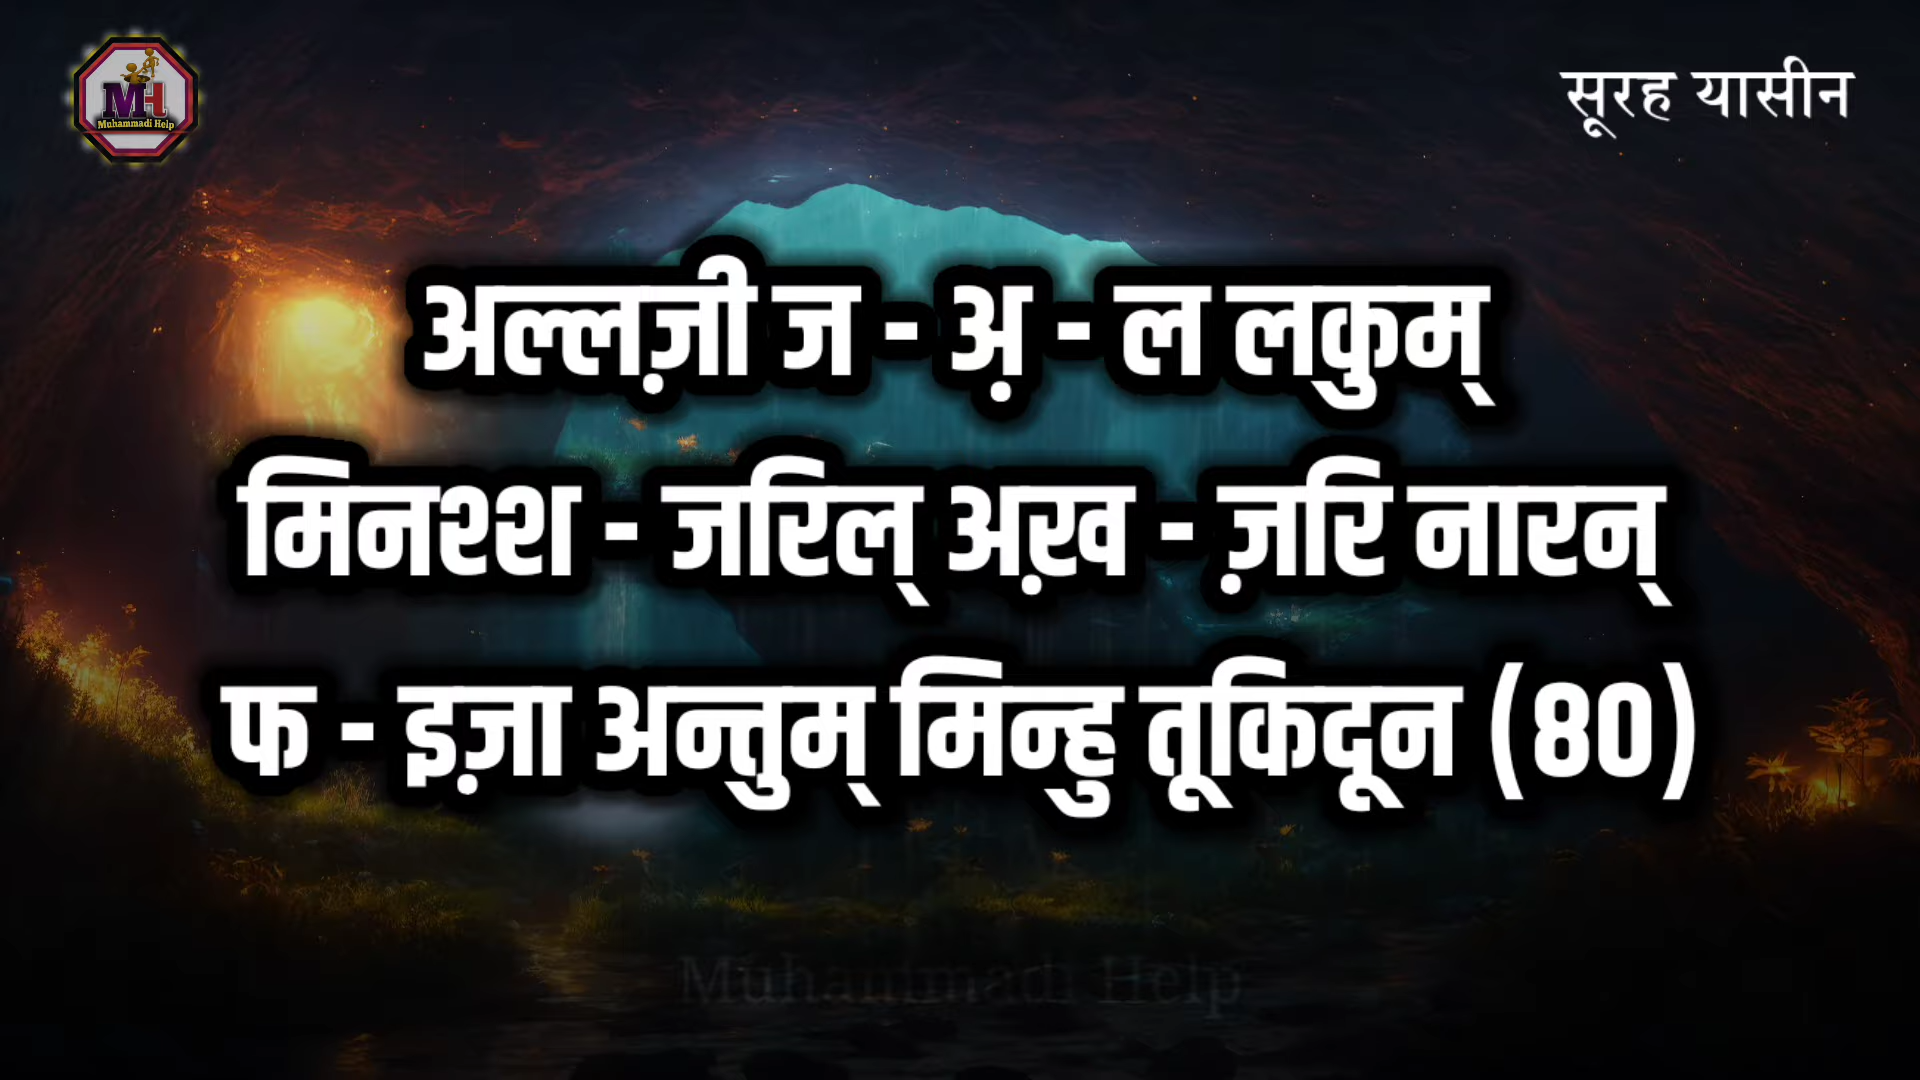 MH
Muhammadi Help
सूरह यासीन
अल्लज़ी ज - अ़ - ल लकुम्
मिनश्श - जरिल् अख़्ख - ज़रि नारन्
फ - इज़ा अन्तुम् मिन्हु तूकिदून (80)
Muhammadi Help